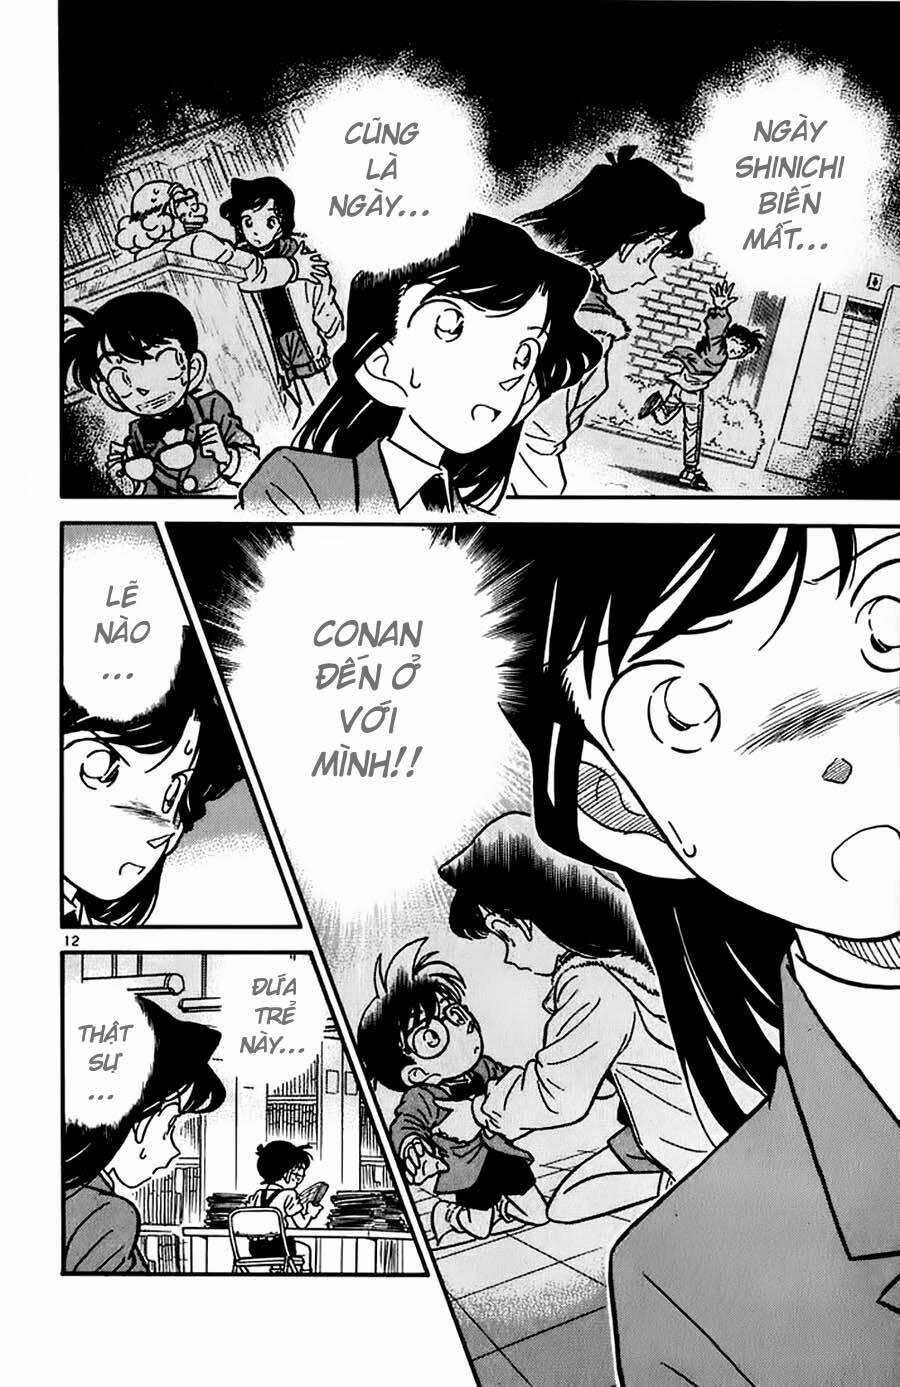 NGÀY
SHINICHI
BIẾN
MẤT...
CŨNG
LÀ
NGÀY...
CONAN
ĐẾN Ở
VỚI
MÌNH!!
LẼ
NÀO
...
12
ĐỨA
TRẺ
NÀY...
THẬT
SỰ
...